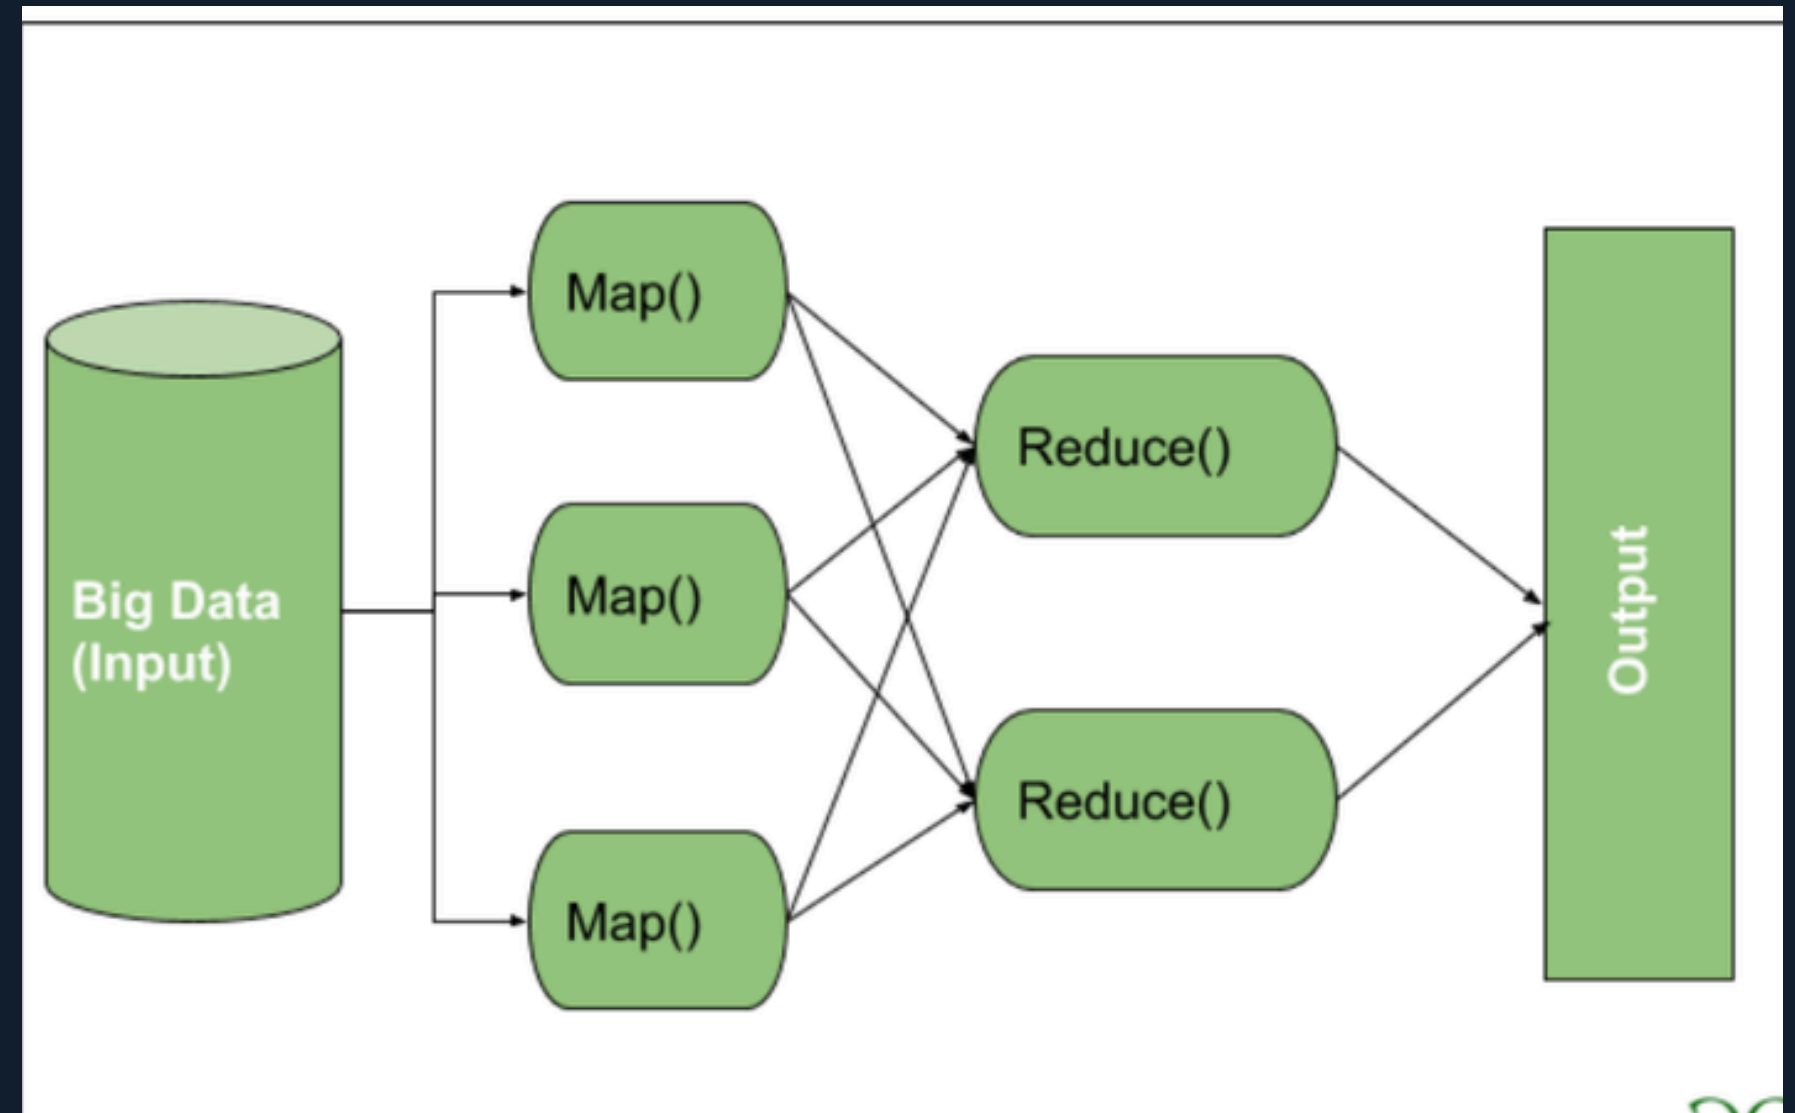 Big Data
(Input)
Map()
Map()
Map()
Reduce()
Reduce()
Output